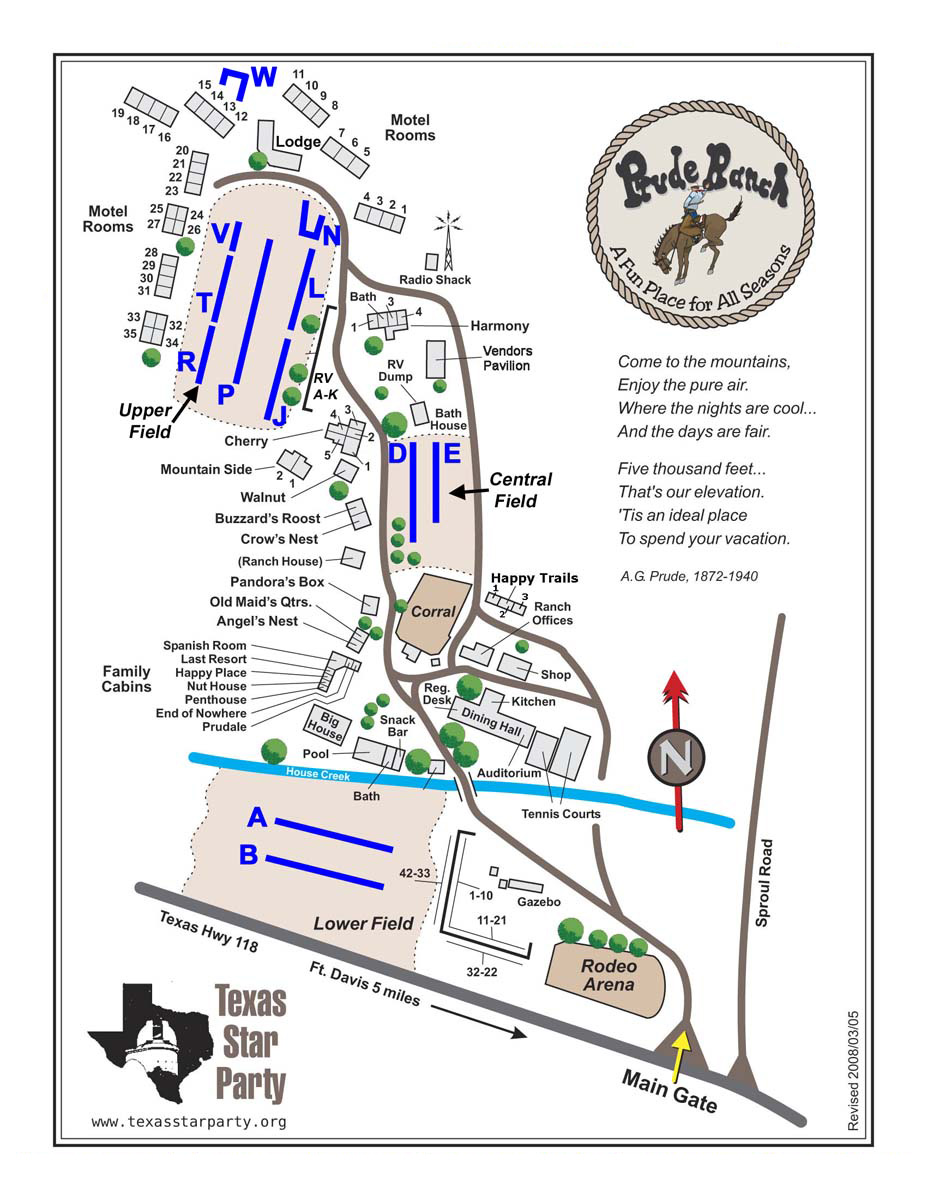 W
11
10
9
8
15
14
13
12
19
18
17
16
Motel
Rooms
Lodge
7
6
5
20
21
22
23
4
3
2
1
Motel
Rooms
25
24
27
26
V
N
28
29
30
31
T
L
Radio Shack
33
32
35
34
R
P
J
RV
A-K
Upper
Field
Bath
3
4
1
Harmony
Vendors
Pavilion
RV
Dump
Bath
House
Cherry
4
3
2
5
1
Mountain Side
2
1
Walnut
D
E
Central
Field
Buzzard's Roost
Crow's Nest
(Ranch House)
Pandora's Box
Old Maid's Qtrs.
Angel's Nest
Corral
Happy Trails
1
2
3
Ranch
Offices
Shop
Family
Cabins
Spanish Room
Last Resort
Happy Place
Nut House
Penthouse
End of Nowhere
Prudale
Reg.
Desk
Kitchen
Dining Hall
Big
House
Snack
Bar
Pool
Auditorium
Bath
Tennis Courts
House Creek
A
B
Lower Field
42-33
1-10
11-21
32-22
Gazebo
Rodeo
Arena
Texas Hwy 118
Ft. Davis 5 miles
Main Gate
Sproul Road
N
Prude Ranch
A Fun Place for All Seasons
Come to the mountains,
Enjoy the pure air.
Where the nights are cool...
And the days are fair.
Five thousand feet...
That's our elevation.
'Tis an ideal place
To spend your vacation.
A.G. Prude, 1872-1940
Texas
Star
Party
www.texasstarparty.org
Revised 2008/03/05